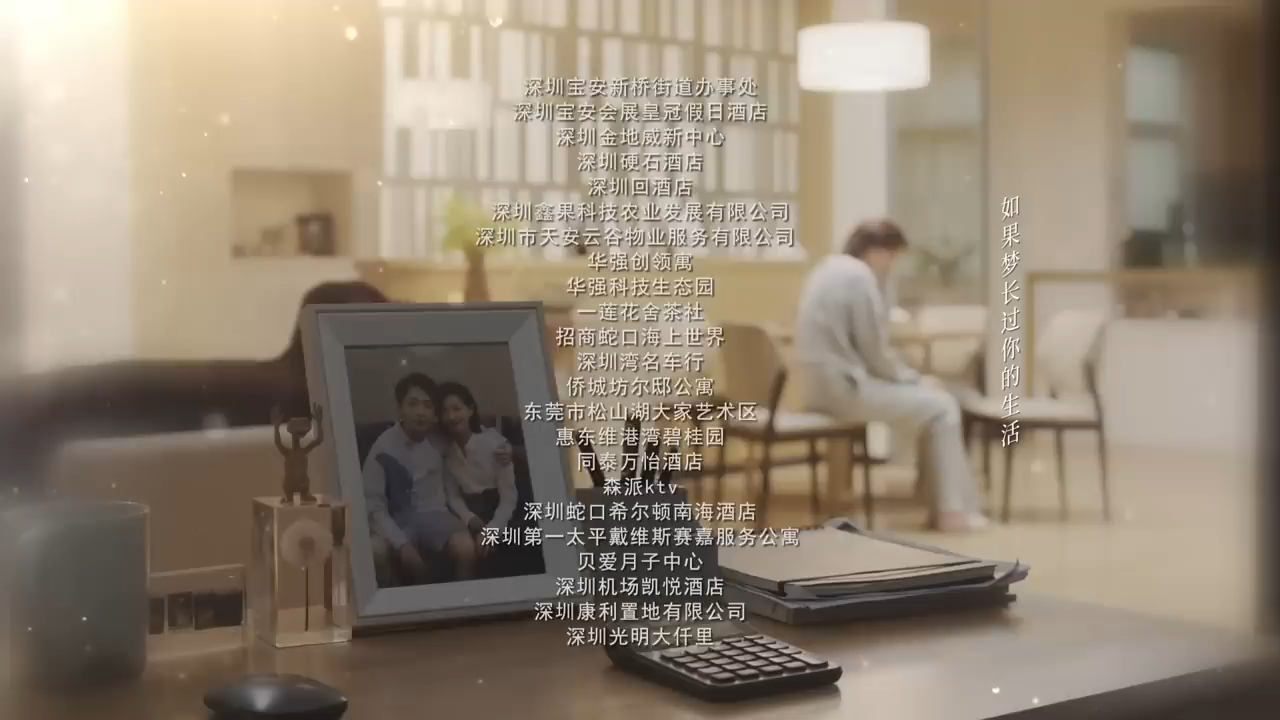 深圳宝安新桥街道办事处
深圳宝安会展皇冠假日酒店
深圳金地威新中心
深圳硬石酒店
深圳回酒店
深圳鑫果科技农业发展有限公司
深圳市天安云谷物业服务有限公司
华强创领寓
华强科技生态园
一莲花舍茶社
招商蛇口海上世界
深圳湾名车行
侨城坊尔邸公寓
东莞市松山湖大家艺术区
惠东维港湾碧桂园
同泰万怡酒店
森派ktv
深圳蛇口希尔顿南海酒店
深圳第一太平戴维斯赛嘉服务公寓
贝爱月子中心
深圳机场凯悦酒店
深圳康利置地有限公司
深圳光明大仟里
如果梦长过你的生活